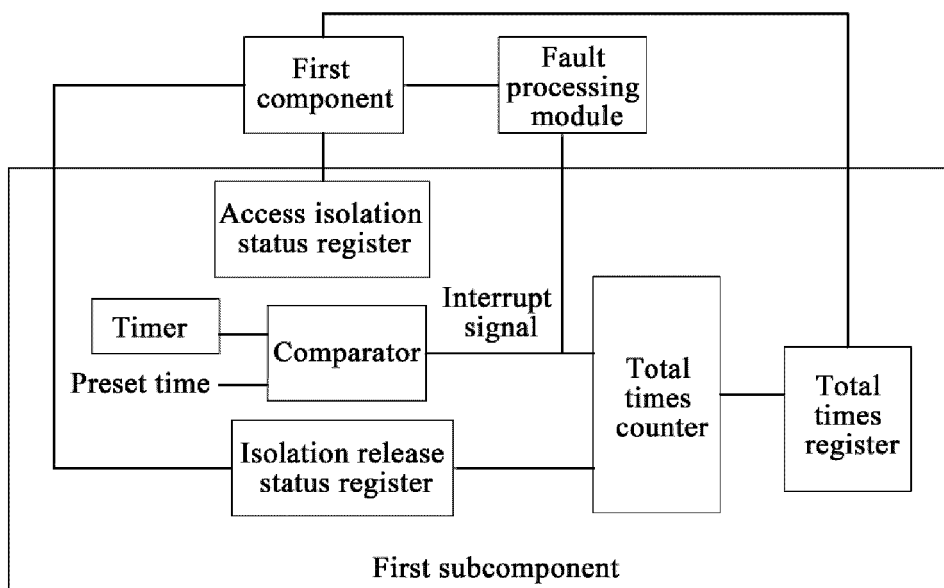 First
component
Fault
processing
module
Access isolation
status register
Interrupt
signal
Timer
Comparator
Preset time
Total
times
counter
Total
times
register
Isolation release
status register
First subcomponent